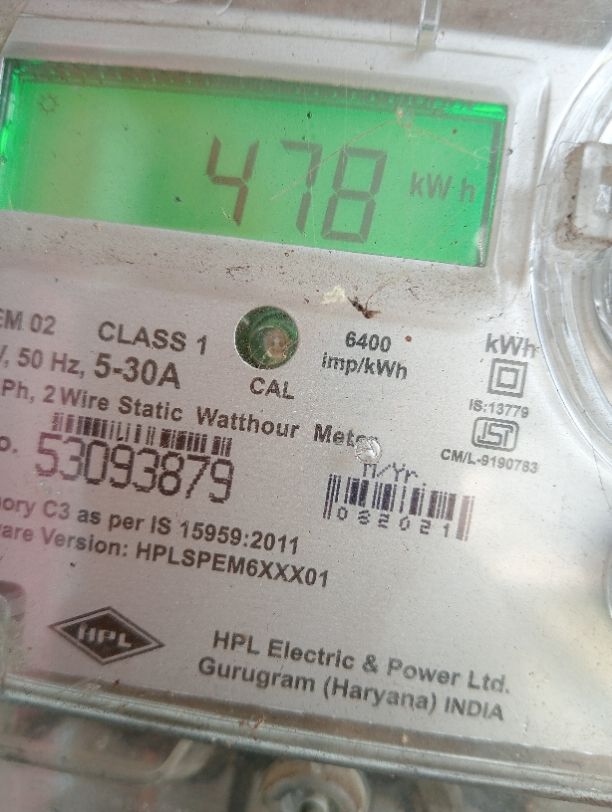 478 kWh
EM 02 CLASS 1
6400
imp/kWh
kWh
V, 50 Hz, 5-30A
CAL
IS:13779
Ph, 2 Wire Static Watthour Meter
CM/L-9190783
o. 53093879
M/Yr
062021
ory C3 as per IS 15959:2011
are Version: HPLSPEM6XXX01
HPL
HPL Electric & Power Ltd.
Gurugram (Haryana) INDIA